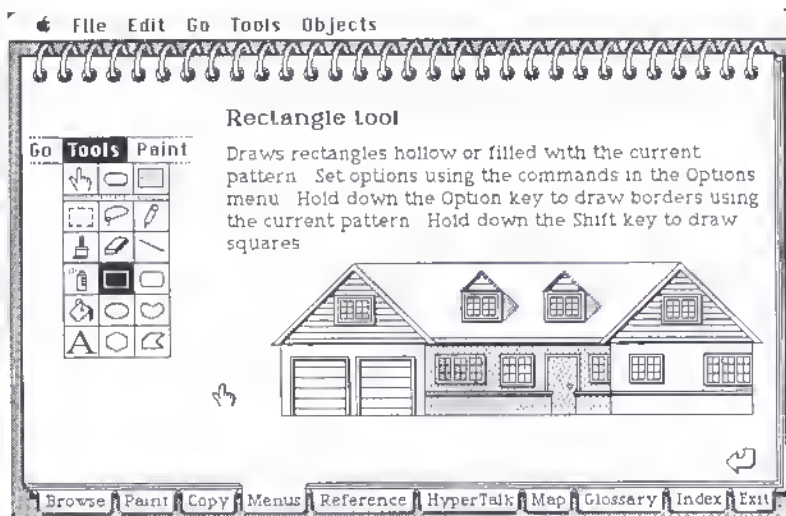 File Edit Go Tools Objects
Rectangle tool
Go Tools Paint
Draws rectangles hollow or filled with the current
pattern Set options using the commands in the Options
menu Hold down the Option key to draw borders using
the current pattern Hold down the Shift key to draw
squares
A
Browse Paint Copy Menus Reference HyperTalk Map Glossary Index Exit